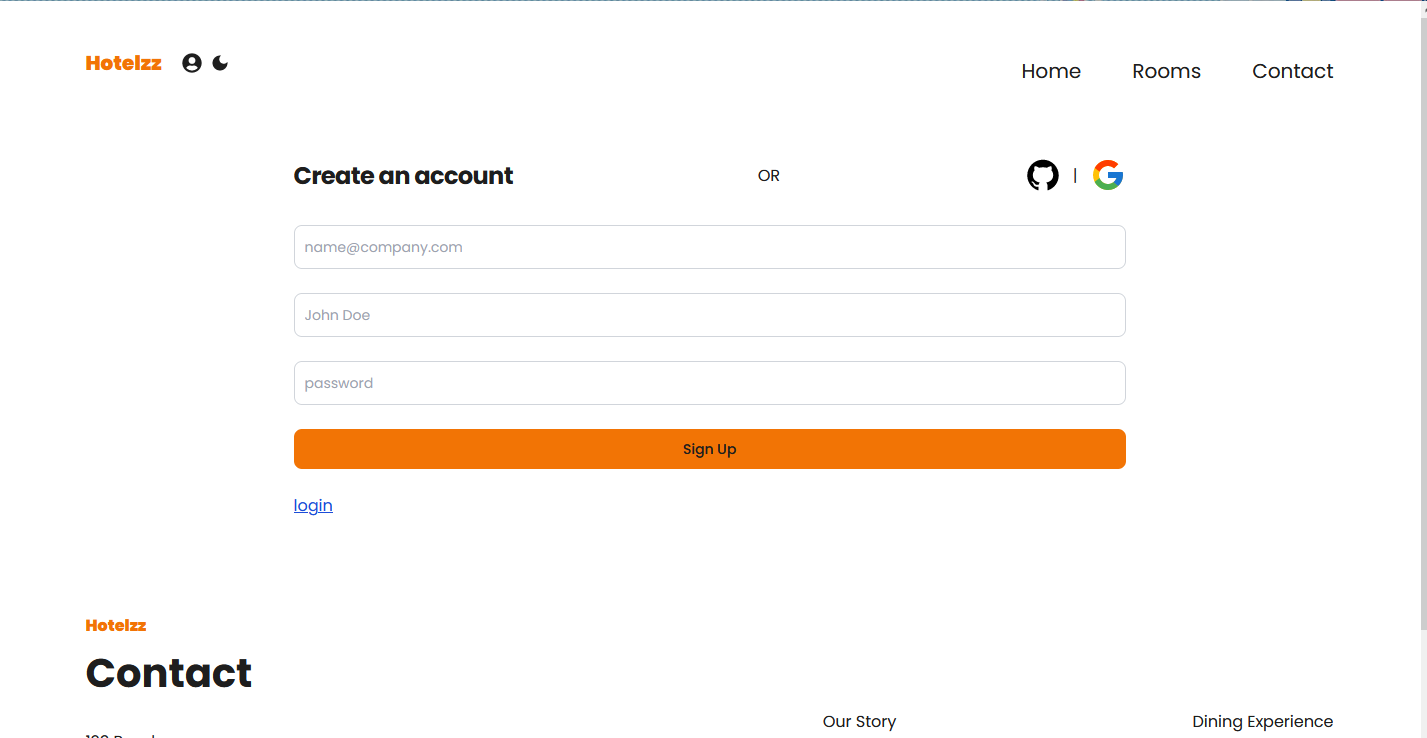 Hotelzz
Home Rooms Contact
Create an account OR |
name@company.com
John Doe
password
Sign Up
login
Hotelzz
Contact
Our Story Dining Experience